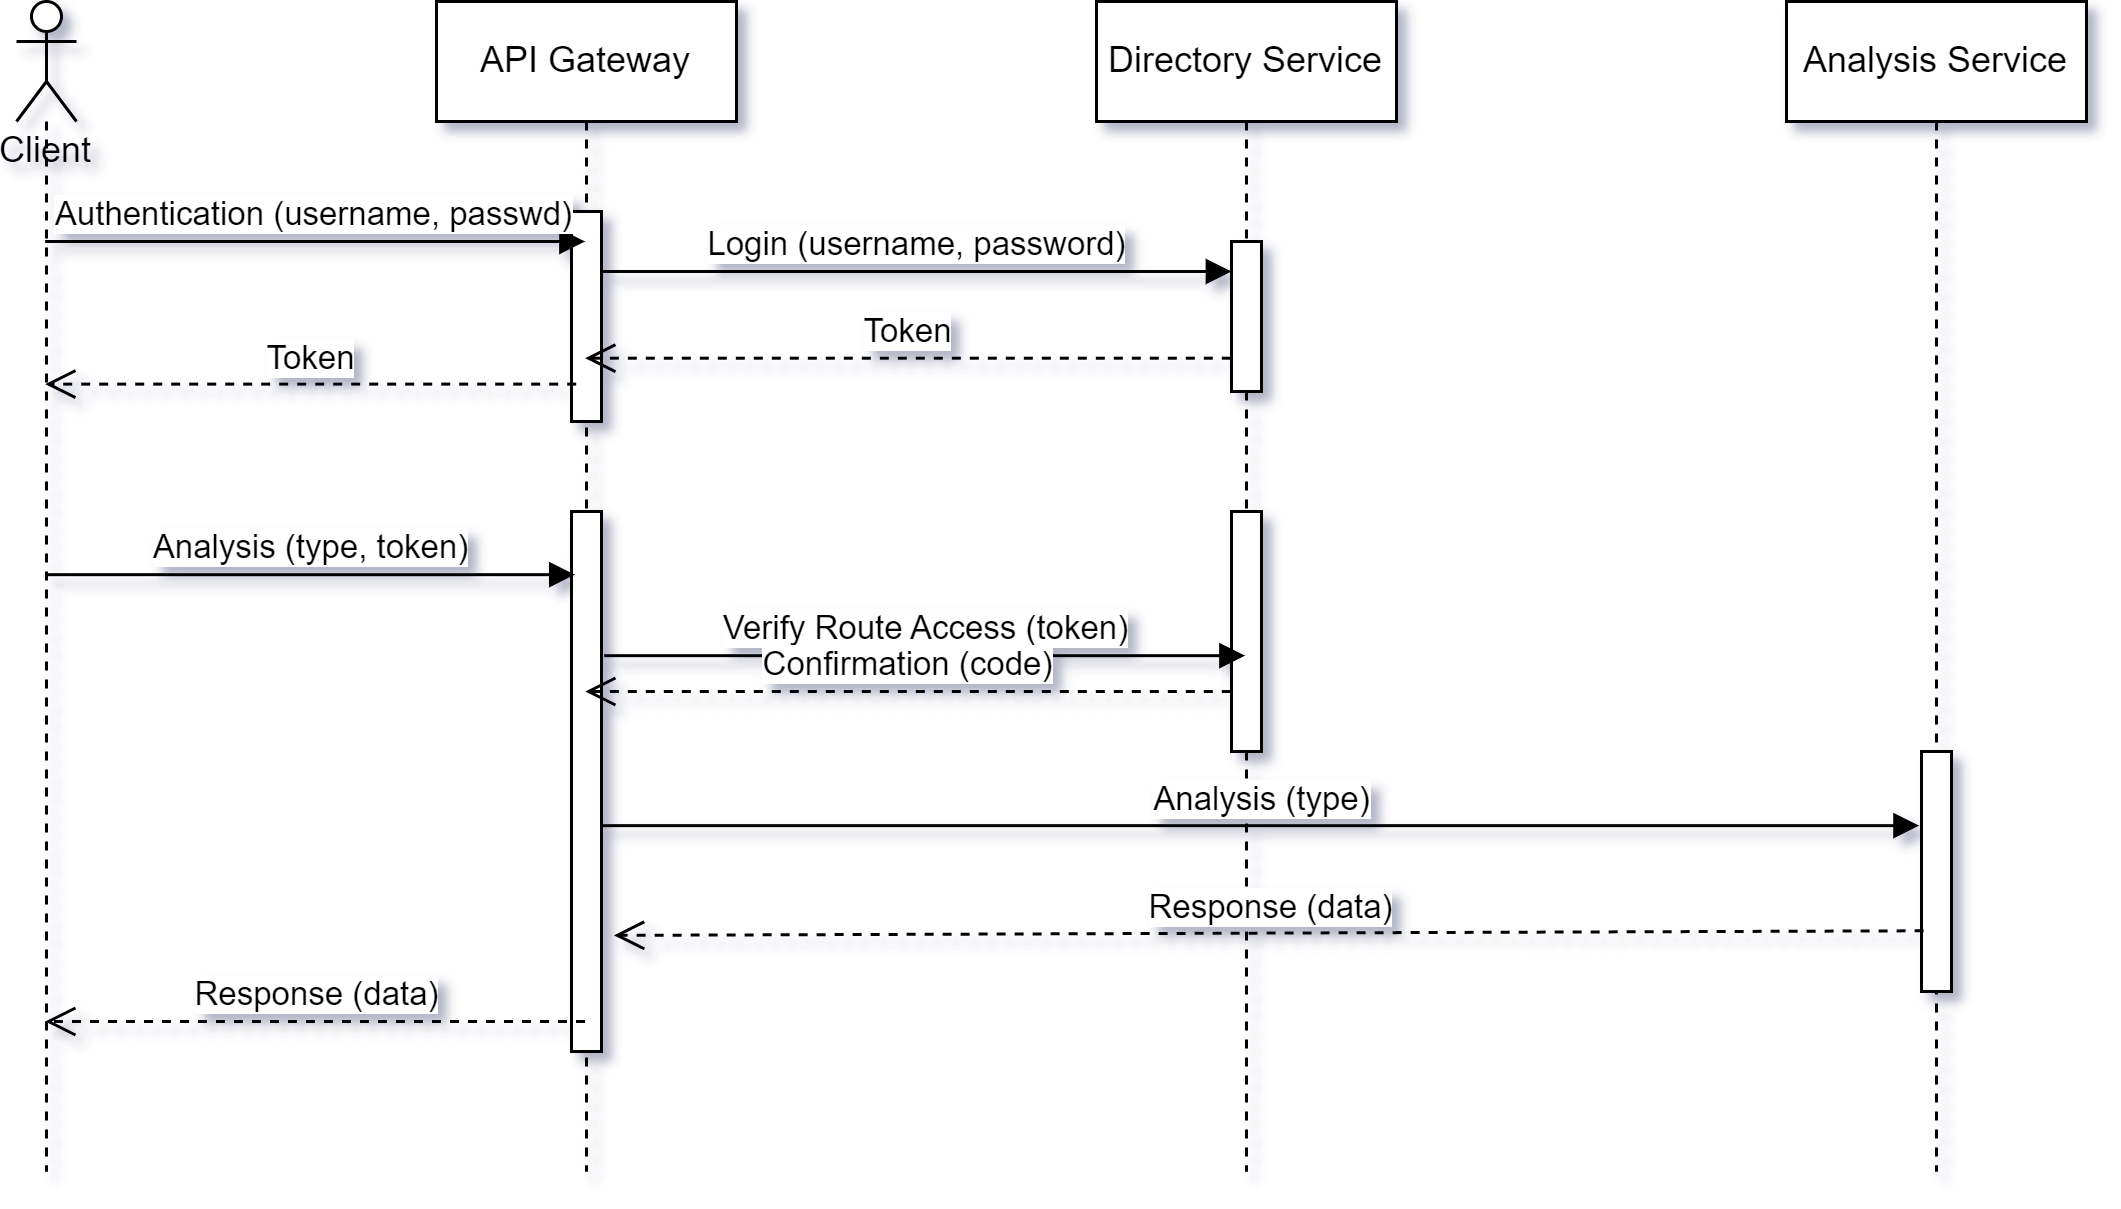 API Gateway
Directory Service
Analysis Service
Client
Authentication (username, passwd)
Login (username, password)
Token
Token
Analysis (type, token)
Verify Route Access (token)
Confirmation (code)
Analysis (type)
Response (data)
Response (data)